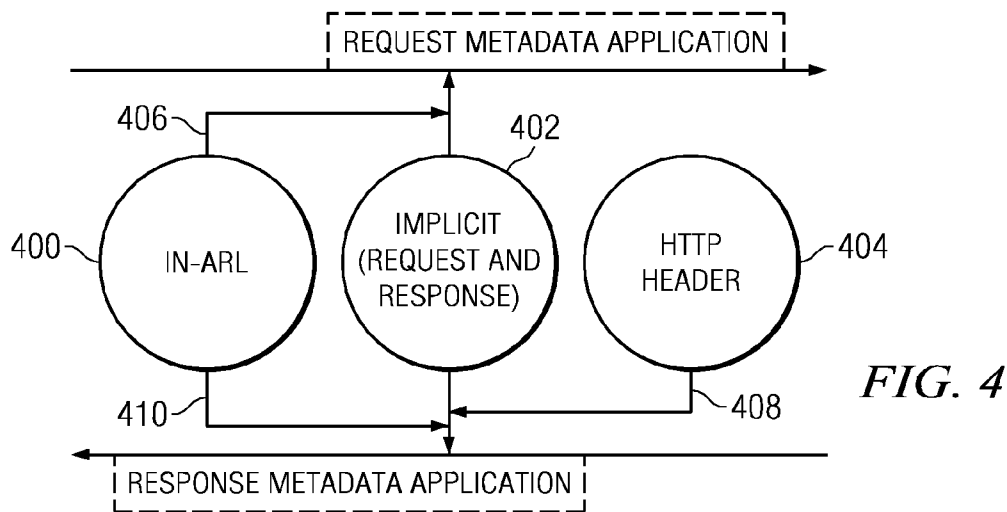 REQUEST METADATA APPLICATION
406
402
400
IN-ARL
IMPLICIT
(REQUEST AND
RESPONSE)
HTTP
HEADER
404
410
408
FIG. 4
RESPONSE METADATA APPLICATION